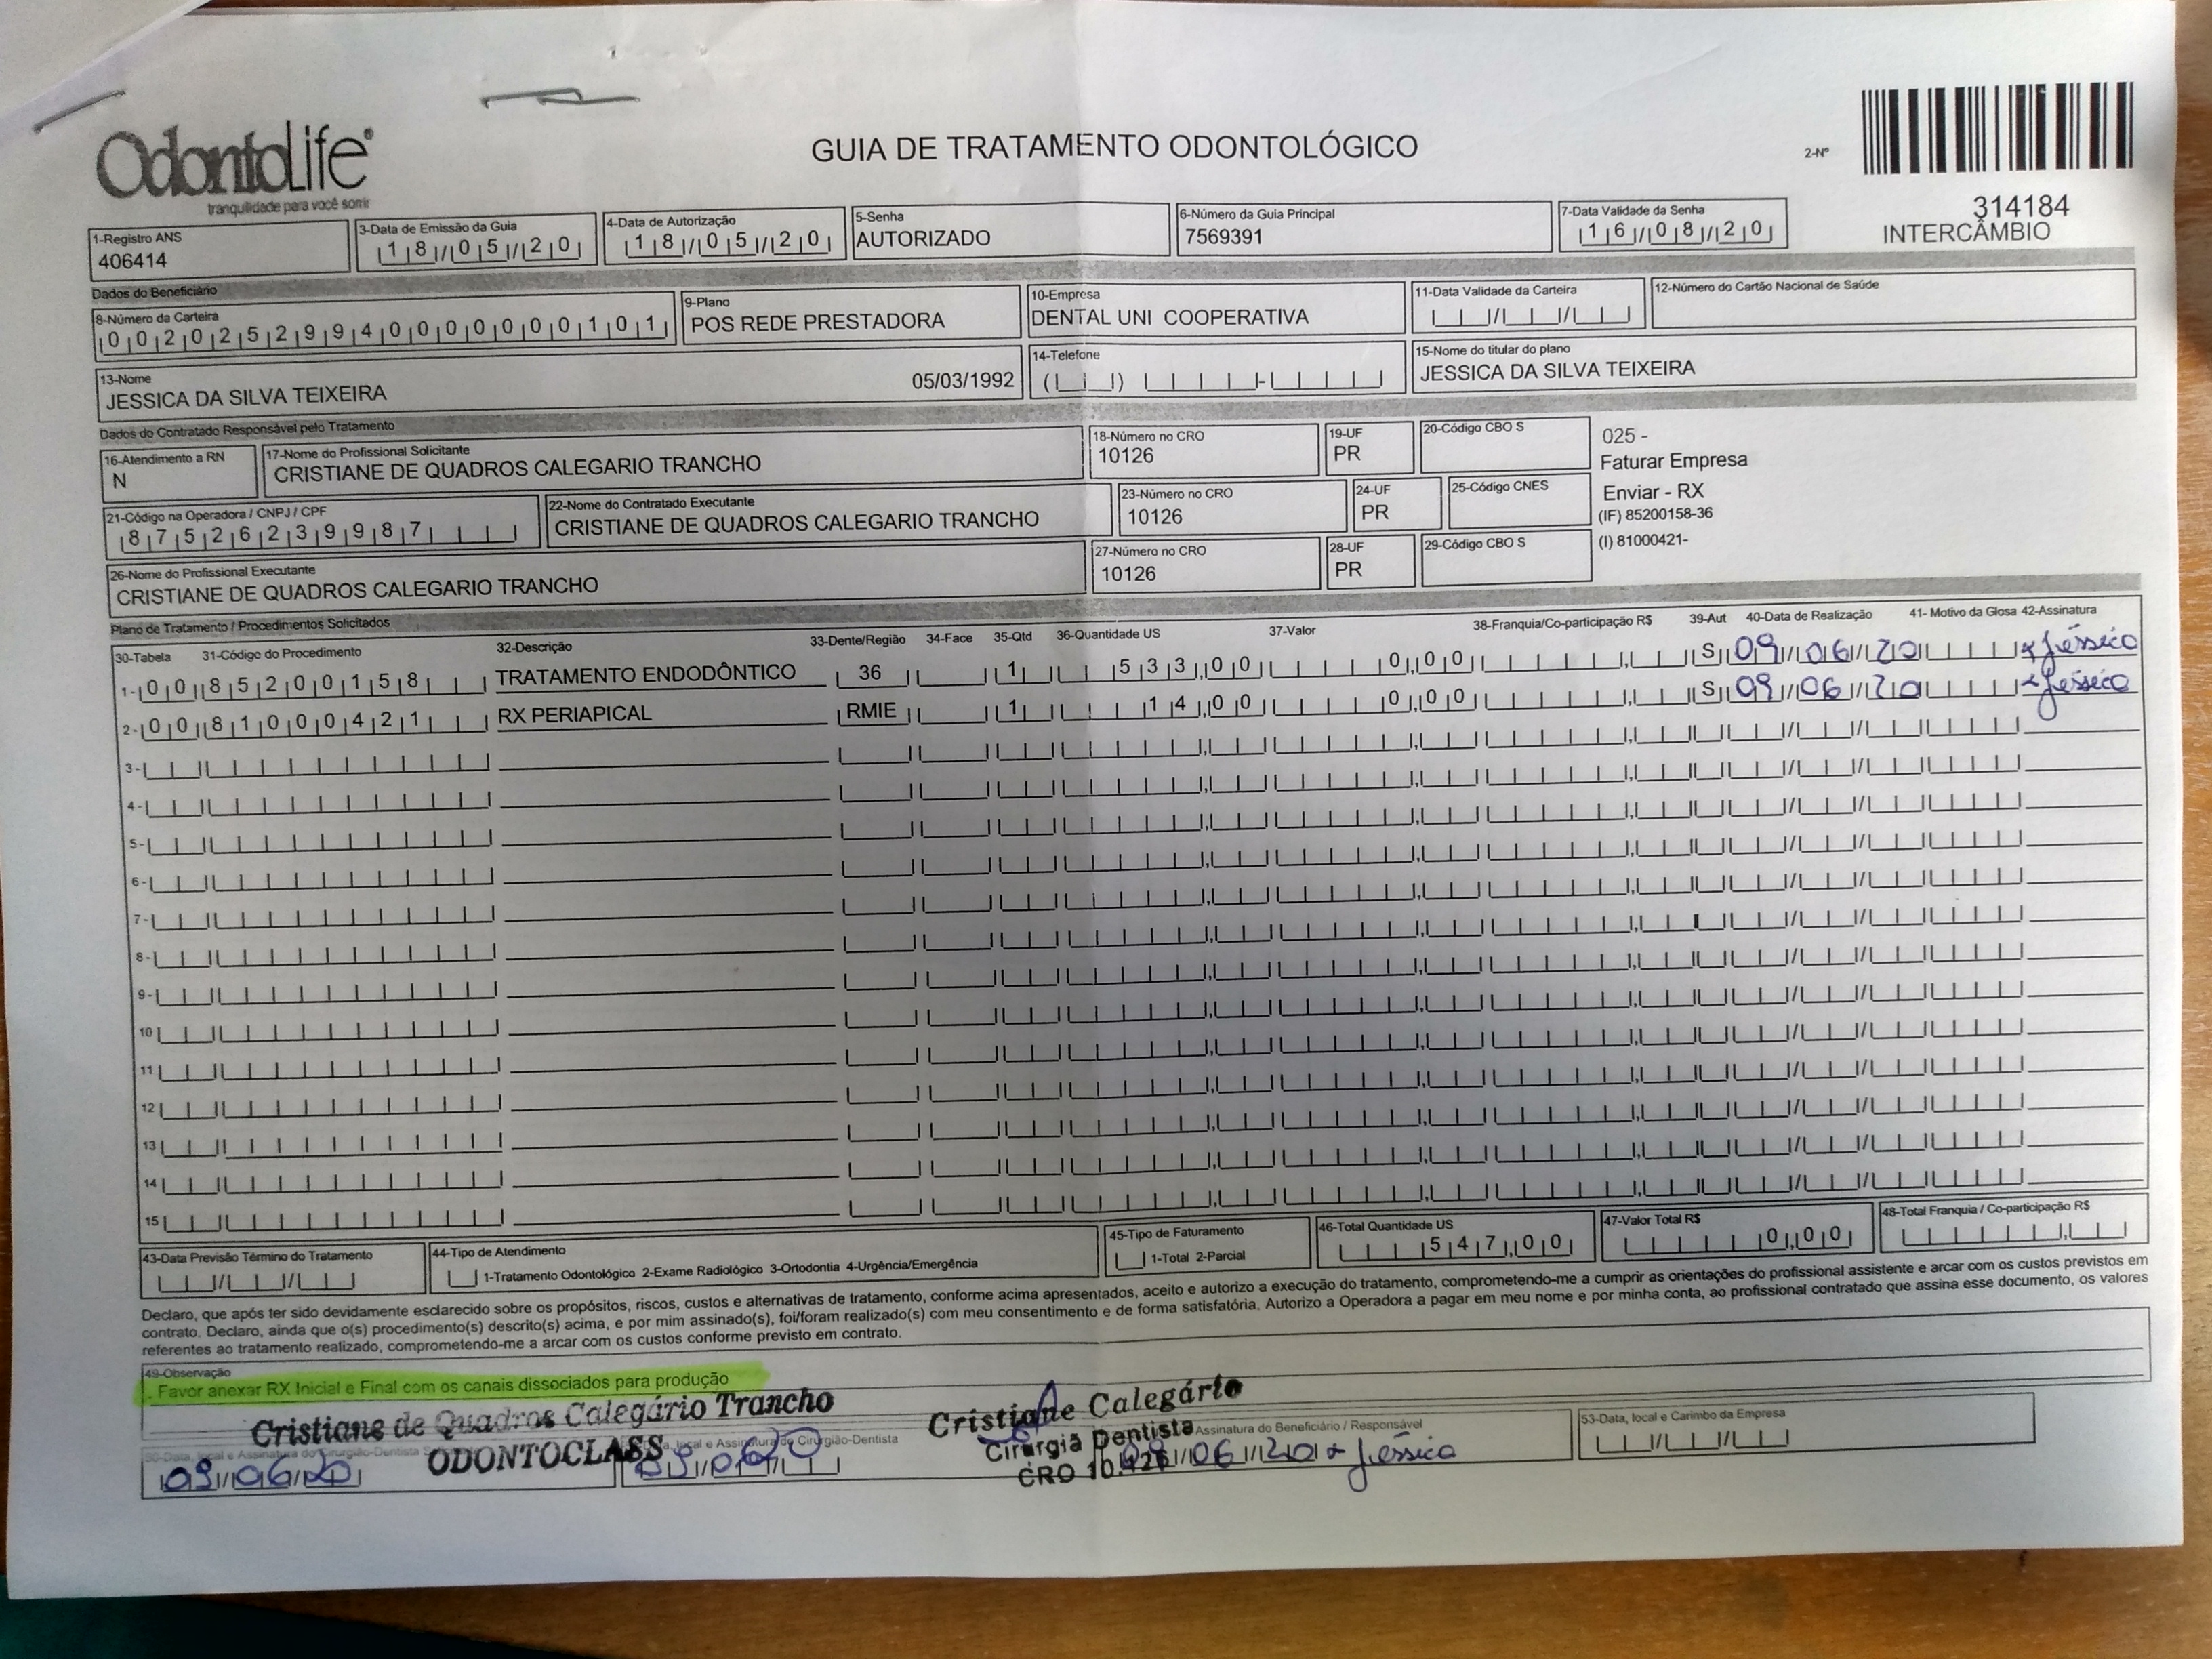 OdontoLife
tranquilidade para você sorrir
GUIA DE TRATAMENTO ODONTOLÓGICO
2-Nº
314184
INTERCÂMBIO
1-Registro ANS
406414
3-Data de Emissão da Guia
18/05/20
4-Data de Autorização
18/05/20
5-Senha
AUTORIZADO
6-Número da Guia Principal
7569391
7-Data Validade da Senha
16/08/20
Dados do Beneficiário
8-Número da Carteira
00202529940000000101
9-Plano
POS REDE PRESTADORA
10-Empresa
DENTAL UNI COOPERATIVA
11-Data Validade da Carteira
12-Número do Cartão Nacional de Saúde
13-Nome
JESSICA DA SILVA TEIXEIRA 05/03/1992
14-Telefone
15-Nome do titular do plano
JESSICA DA SILVA TEIXEIRA
Dados do Contratado Responsável pelo Tratamento
16-Atendimento a RN
N
17-Nome do Profissional Solicitante
CRISTIANE DE QUADROS CALEGARIO TRANCHO
18-Número no CRO
10126
19-UF
PR
20-Código CBO S
025 -
Faturar Empresa
Enviar - RX
(IF) 85200158-36
(I) 81000421-
21-Código na Operadora / CNPJ / CPF
87526239987
22-Nome do Contratado Executante
CRISTIANE DE QUADROS CALEGARIO TRANCHO
23-Número no CRO
10126
24-UF
PR
25-Código CNES
26-Nome do Profissional Executante
CRISTIANE DE QUADROS CALEGARIO TRANCHO
27-Número no CRO
10126
28-UF
PR
29-Código CBO S
Plano de Tratamento / Procedimentos Solicitados
30-Tabela 31-Código do Procedimento 32-Descrição 33-Dente/Região 34-Face 35-Qtd 36-Quantidade US 37-Valor 38-Franquia/Co-participação R$ 39-Aut 40-Data de Realização 41- Motivo da Glosa 42-Assinatura
1- 00 85200158 TRATAMENTO ENDODÔNTICO 36 1 533,00 0,00 S 09/06/20 Jéssica
2- 00 81000421 RX PERIAPICAL RMIE 1 14,00 0,00 S 09/06/20 Jéssica
3-
4-
5-
6-
7-
8-
9-
10
11
12
13
14
15
43-Data Previsão Término do Tratamento
44-Tipo de Atendimento
1-Tratamento Odontológico 2-Exame Radiológico 3-Ortodontia 4-Urgência/Emergência
45-Tipo de Faturamento
1-Total 2-Parcial
46-Total Quantidade US
547,00
47-Valor Total R$
0,00
48-Total Franquia / Co-participação R$
Declaro, que após ter sido devidamente esclarecido sobre os propósitos, riscos, custos e alternativas de tratamento, conforme acima apresentados, aceito e autorizo a execução do tratamento, comprometendo-me a cumprir as orientações do profissional assistente e arcar com os custos previstos em
contrato. Declaro, ainda que o(s) procedimento(s) descrito(s) acima, e por mim assinado(s), foi/foram realizado(s) com meu consentimento e de forma satisfatória. Autorizo a Operadora a pagar em meu nome e por minha conta, ao profissional contratado que assina esse documento, os valores
referentes ao tratamento realizado, comprometendo-me a arcar com os custos conforme previsto em contrato.
49-Observação
. Favor anexar RX Inicial e Final com os canais dissociados para produção
Cristiane de Quadros Calegário Trancho
ODONTOCLASS
Cristiane Calegário
Cirurgiã Dentista
CRO 10.126
local e Assinatura do Cirurgião-Dentista
Assinatura do Beneficiário / Responsável
53-Data, local e Carimbo da Empresa
09/06/20
06/20 Jéssica